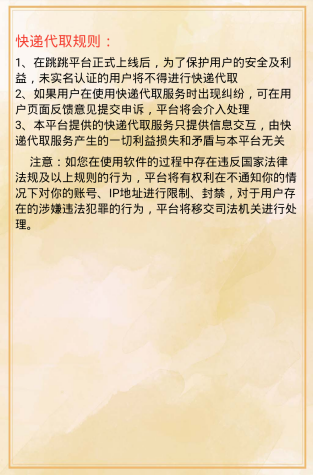 快递代取规则：
1、在跳跳平台正式上线后，为了保护用户的安全及利
益，未实名认证的用户将不得进行快递代取
2、如果用户在使用快递代取服务时出现纠纷，可在用
户页面反馈意见提交申诉，平台将会介入处理
3、本平台提供的快递代取服务只提供信息交互，由快
递代取服务产生的一切利益损失和矛盾与本平台无关
注意：如您在使用软件的过程中存在违反国家法律
法规及以上规则的行为，平台将有权利在不通知你的情
况下对你的账号、IP地址进行限制、封禁，对于用户存
在的涉嫌违法犯罪的行为，平台将移交司法机关进行处
理。